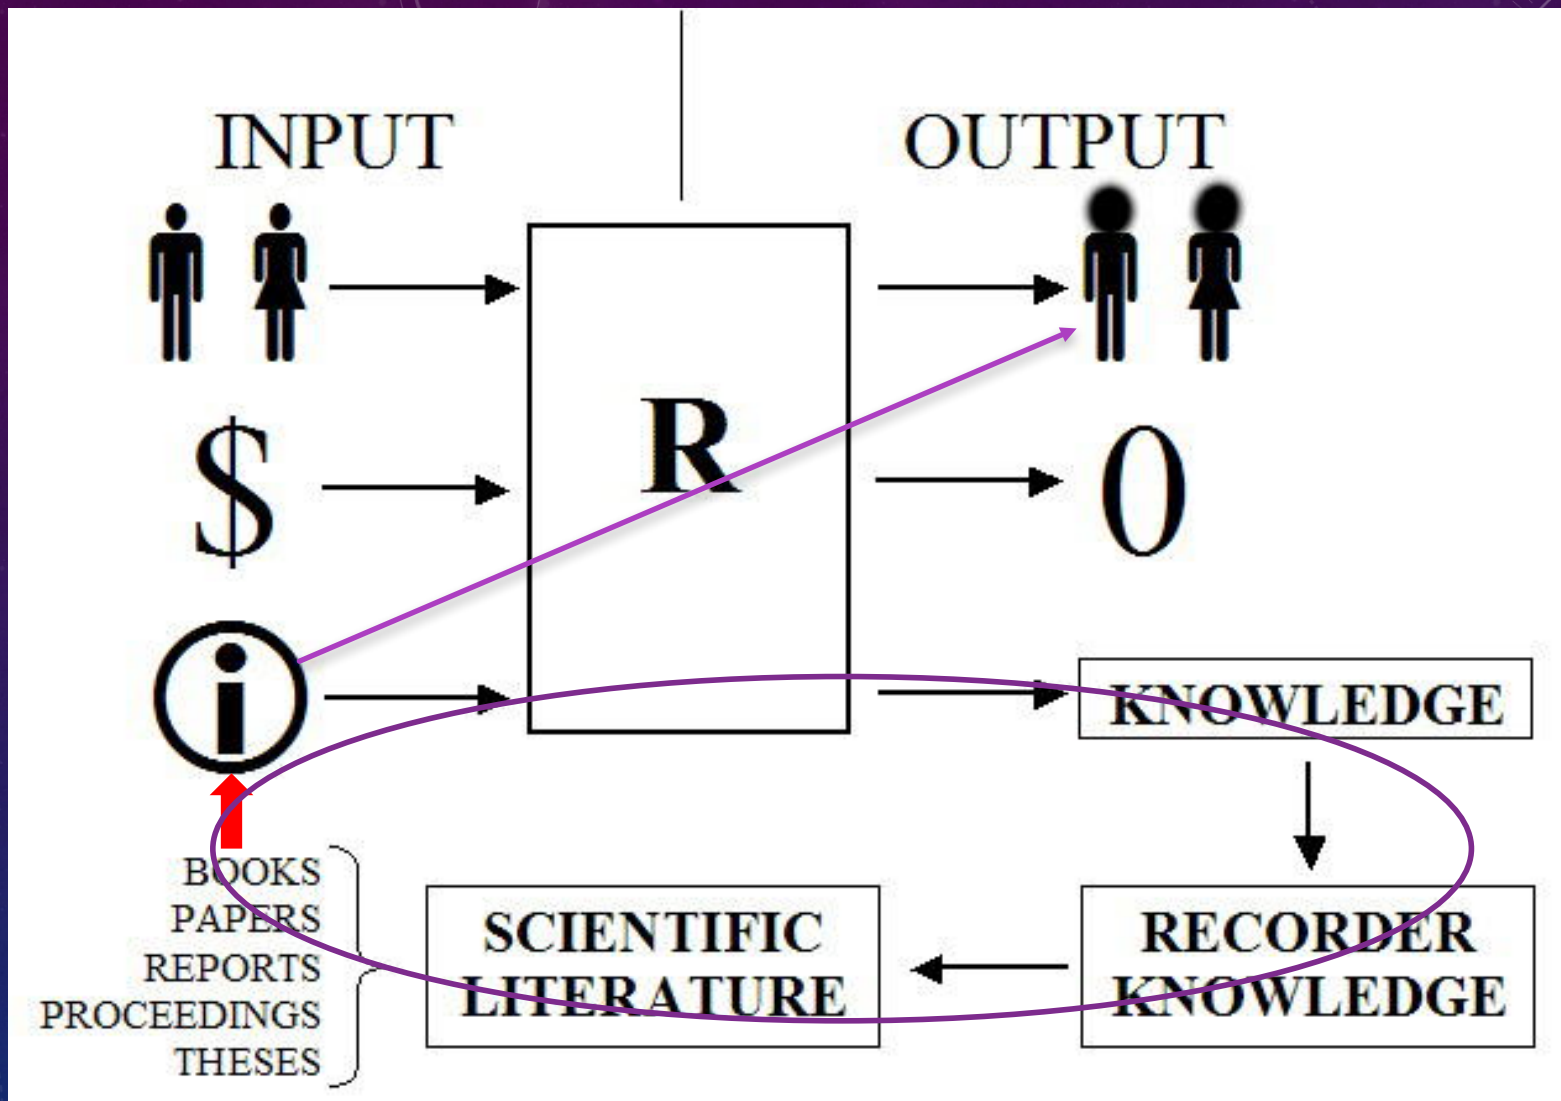 INPUT
OUTPUT
$
R
0
i
KNOWLEDGE
BOOKS
PAPERS
REPORTS
PROCEEDINGS
THESES
SCIENTIFIC
LITERATURE
RECORDER
KNOWLEDGE